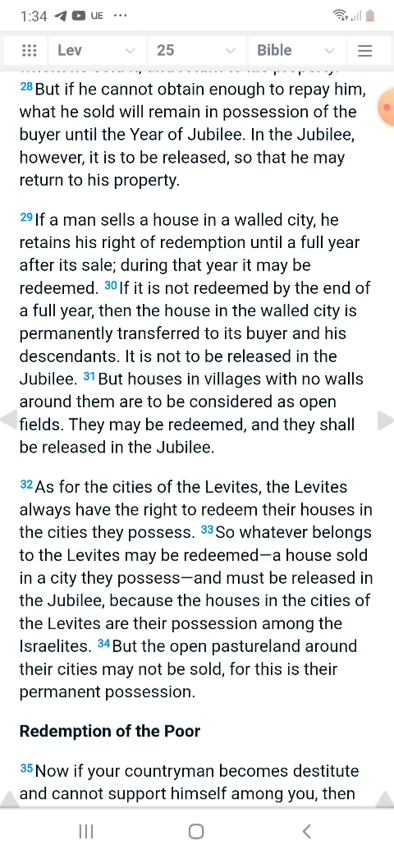 1:34 UE ...
Lev 25 Bible
28 But if he cannot obtain enough to repay him,
what he sold will remain in possession of the
buyer until the Year of Jubilee. In the Jubilee,
however, it is to be released, so that he may
return to his property.
29 If a man sells a house in a walled city, he
retains his right of redemption until a full year
after its sale; during that year it may be
redeemed. 30 If it is not redeemed by the end of
a full year, then the house in the walled city is
permanently transferred to its buyer and his
descendants. It is not to be released in the
Jubilee. 31 But houses in villages with no walls
around them are to be considered as open
fields. They may be redeemed, and they shall
be released in the Jubilee.
32 As for the cities of the Levites, the Levites
always have the right to redeem their houses in
the cities they possess. 33 So whatever belongs
to the Levites may be redeemed—a house sold
in a city they possess—and must be released in
the Jubilee, because the houses in the cities of
the Levites are their possession among the
Israelites. 34 But the open pastureland around
their cities may not be sold, for this is their
permanent possession.
Redemption of the Poor
35 Now if your countryman becomes destitute
and cannot support himself among you, then